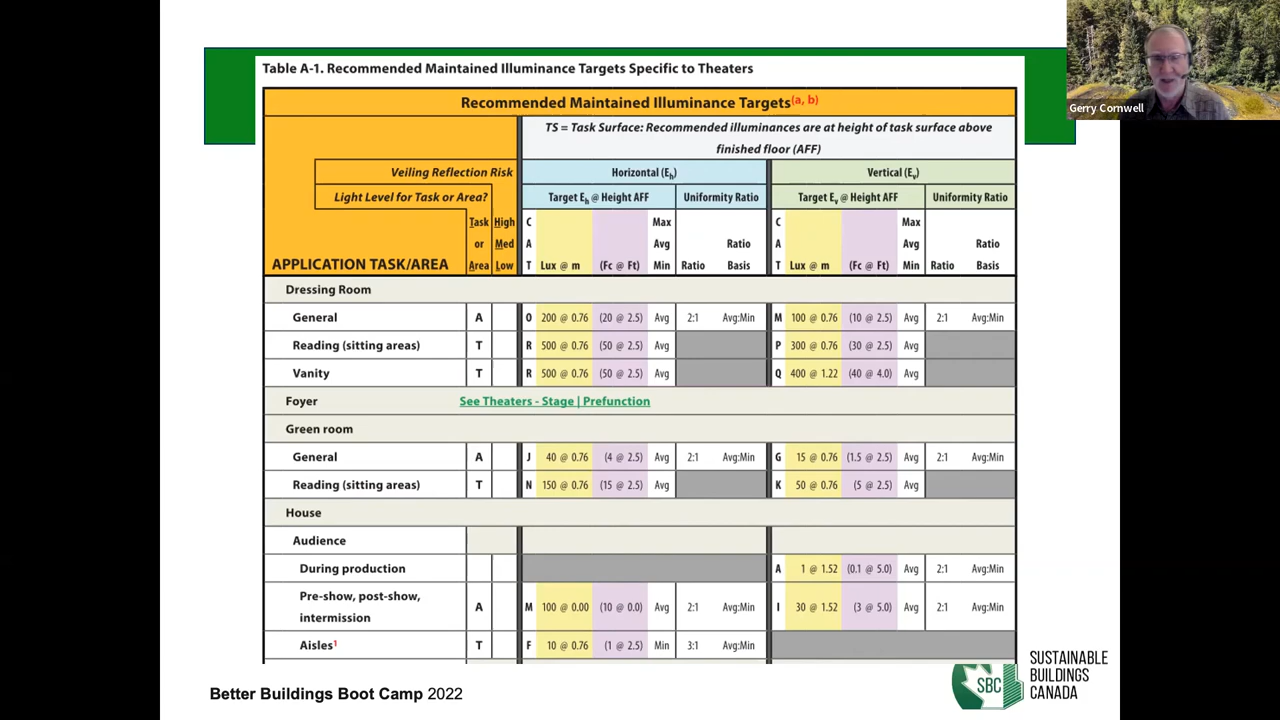 Table A-1. Recommended Maintained Illuminance Targets Specific to Theaters
Gerry Cornwell
Recommended Maintained Illuminance Targets(a, b)
TS = Task Surface: Recommended illuminances are at height of task surface above
finished floor (AFF)
Veiling Reflection Risk
Horizontal (Eh)
Vertical (Ev)
Light Level for Task or Area?
Target Eh @ Height AFF
Uniformity Ratio
Target Ev @ Height AFF
Uniformity Ratio
Task High C Max C Max
or Med A Avg Ratio A Avg Ratio
APPLICATION TASK/AREA Area Low T Lux @ m (Fc @ Ft) Min Ratio Basis T Lux @ m (Fc @ Ft) Min Ratio Basis
Dressing Room
General A O 200 @ 0.76 (20 @ 2.5) Avg 2:1 Avg:Min M 100 @ 0.76 (10 @ 2.5) Avg 2:1 Avg:Min
Reading (sitting areas) T R 500 @ 0.76 (50 @ 2.5) Avg P 300 @ 0.76 (30 @ 2.5) Avg
Vanity T R 500 @ 0.76 (50 @ 2.5) Avg Q 400 @ 1.22 (40 @ 4.0) Avg
Foyer See Theaters - Stage | Prefunction
Green room
General A J 40 @ 0.76 (4 @ 2.5) Avg 2:1 Avg:Min G 15 @ 0.76 (1.5 @ 2.5) Avg 2:1 Avg:Min
Reading (sitting areas) T N 150 @ 0.76 (15 @ 2.5) Avg K 50 @ 0.76 (5 @ 2.5) Avg
House
Audience
During production A 1 @ 1.52 (0.1 @ 5.0) Avg 2:1 Avg:Min
Pre-show, post-show,
intermission A M 100 @ 0.00 (10 @ 0.0) Avg 2:1 Avg:Min I 30 @ 1.52 (3 @ 5.0) Avg 2:1 Avg:Min
Aisles1 T F 10 @ 0.76 (1 @ 2.5) Min 3:1 Avg:Min
Better Buildings Boot Camp 2022
SBC
SUSTAINABLE
BUILDINGS
CANADA